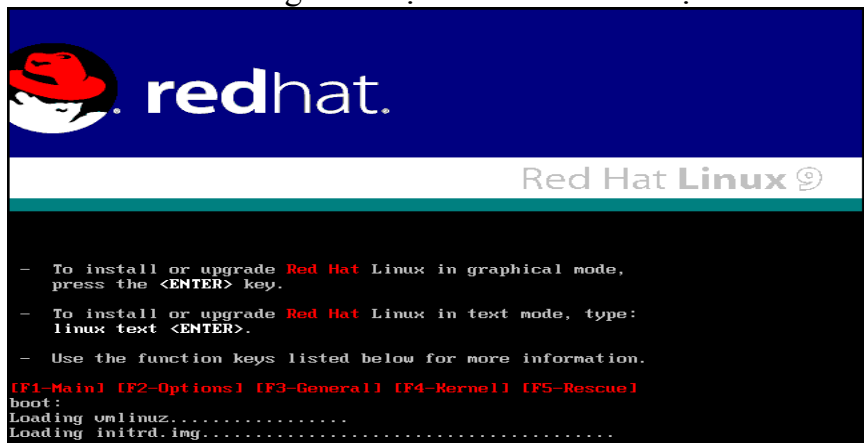 redhat.
Red Hat Linux 9
- To install or upgrade Red Hat Linux in graphical mode,
press the <ENTER> key.
- To install or upgrade Red Hat Linux in text mode, type:
linux text <ENTER>.
- Use the function keys listed below for more information.
[F1-Main] [F2-Options] [F3-General] [F4-Kernel] [F5-Rescue]
boot:
Loading vmlinuz.................
Loading initrd.img.......................................